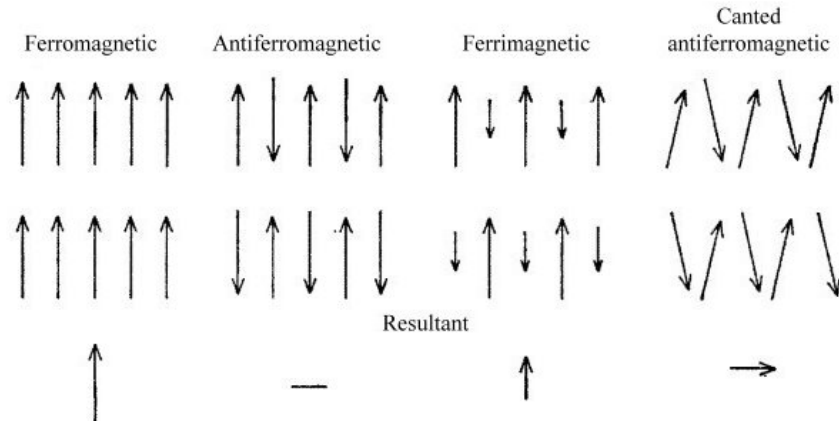 Ferromagnetic
Antiferromagnetic
Ferrimagnetic
Canted
antiferromagnetic
Resultant